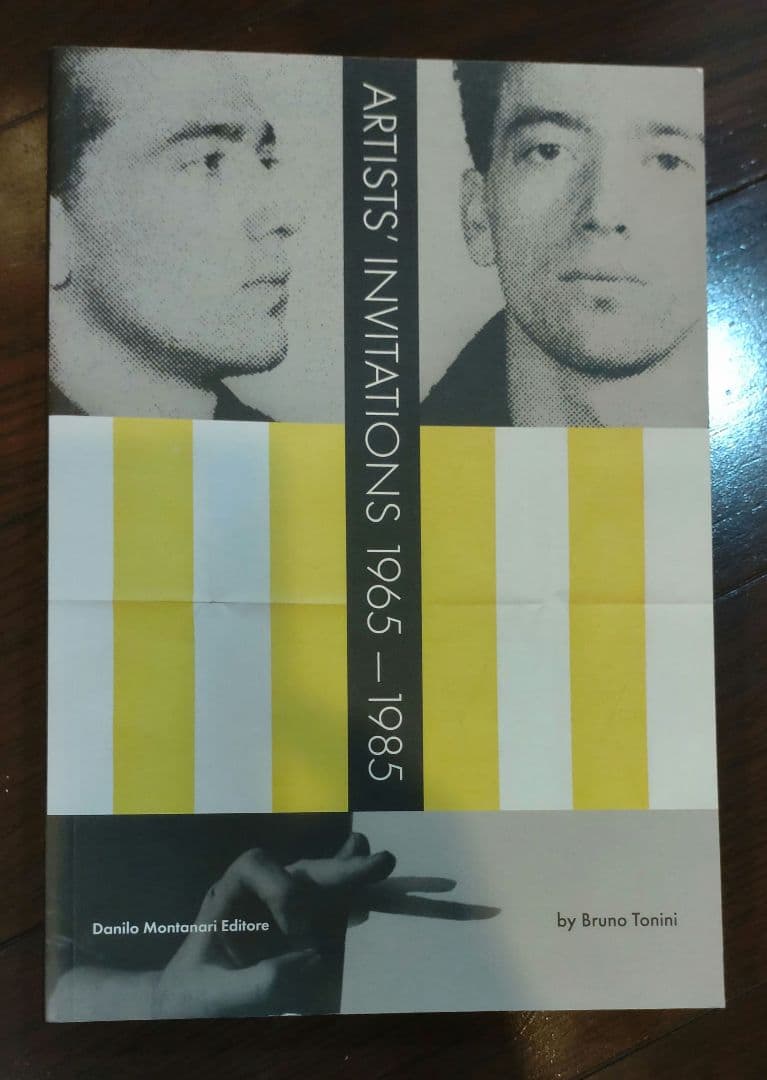 ARTISTS’ INVITATIONS 1965 — 1985
Danilo Montanari Editore
by Bruno Tonini